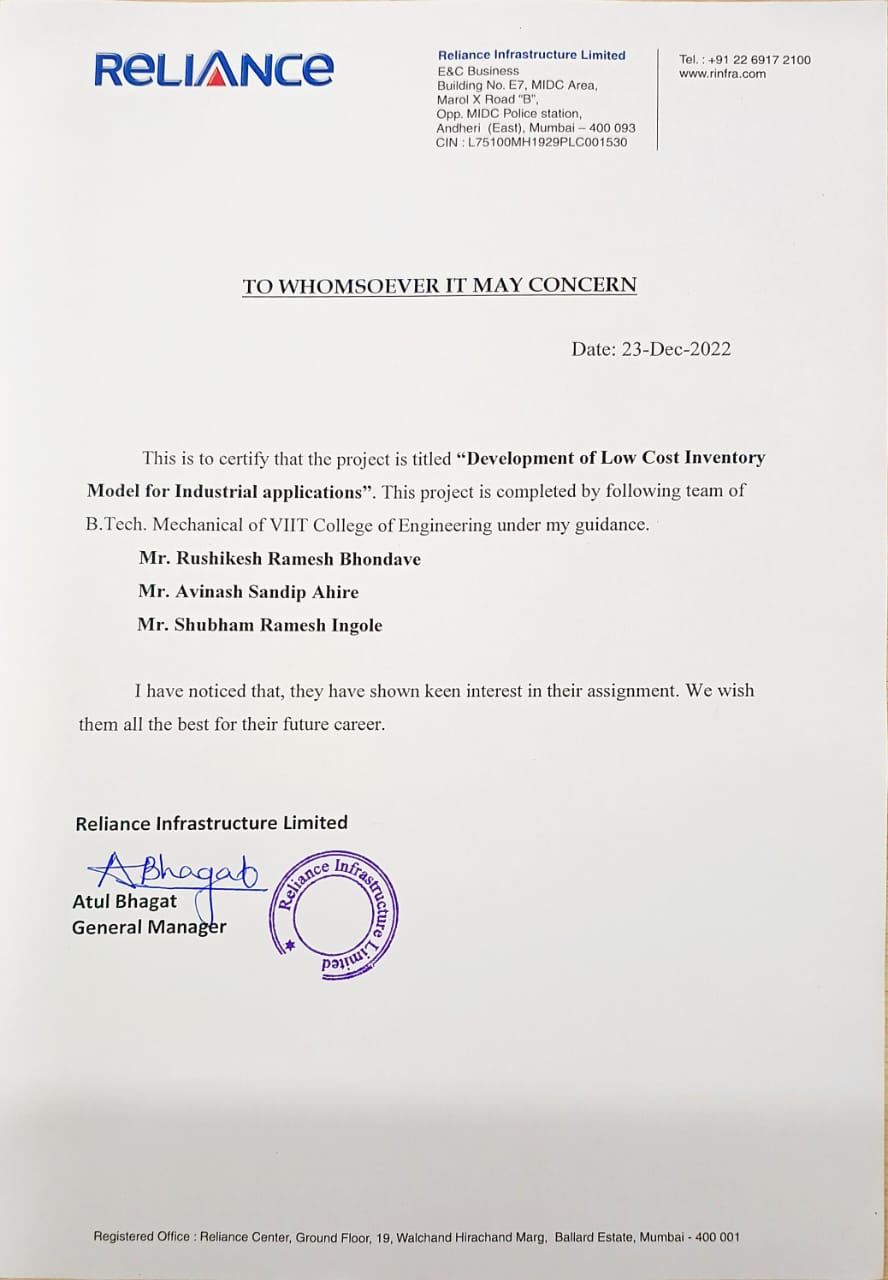 RELIANCE
Reliance Infrastructure Limited
E&C Business
Building No. E7, MIDC Area,
Marol X Road "B",
Opp. MIDC Police station,
Andheri (East), Mumbai – 400 093
CIN : L75100MH1929PLC001530
Tel. : +91 22 6917 2100
www.rinfra.com
TO WHOMSOEVER IT MAY CONCERN
Date: 23-Dec-2022
This is to certify that the project is titled “Development of Low Cost Inventory
Model for Industrial applications”. This project is completed by following team of
B.Tech. Mechanical of VIIT College of Engineering under my guidance.
Mr. Rushikesh Ramesh Bhondave
Mr. Avinash Sandip Ahire
Mr. Shubham Ramesh Ingole
I have noticed that, they have shown keen interest in their assignment. We wish
them all the best for their future career.
Reliance Infrastructure Limited
ABhagat
Atul Bhagat
General Manager
Reliance Infrastructure Limited
Registered Office : Reliance Center, Ground Floor, 19, Walchand Hirachand Marg, Ballard Estate, Mumbai - 400 001